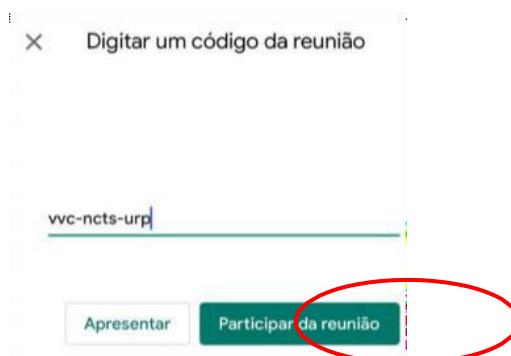 Digitar um código da reunião
vvc-ncts-urp
Apresentar
Participar da reunião